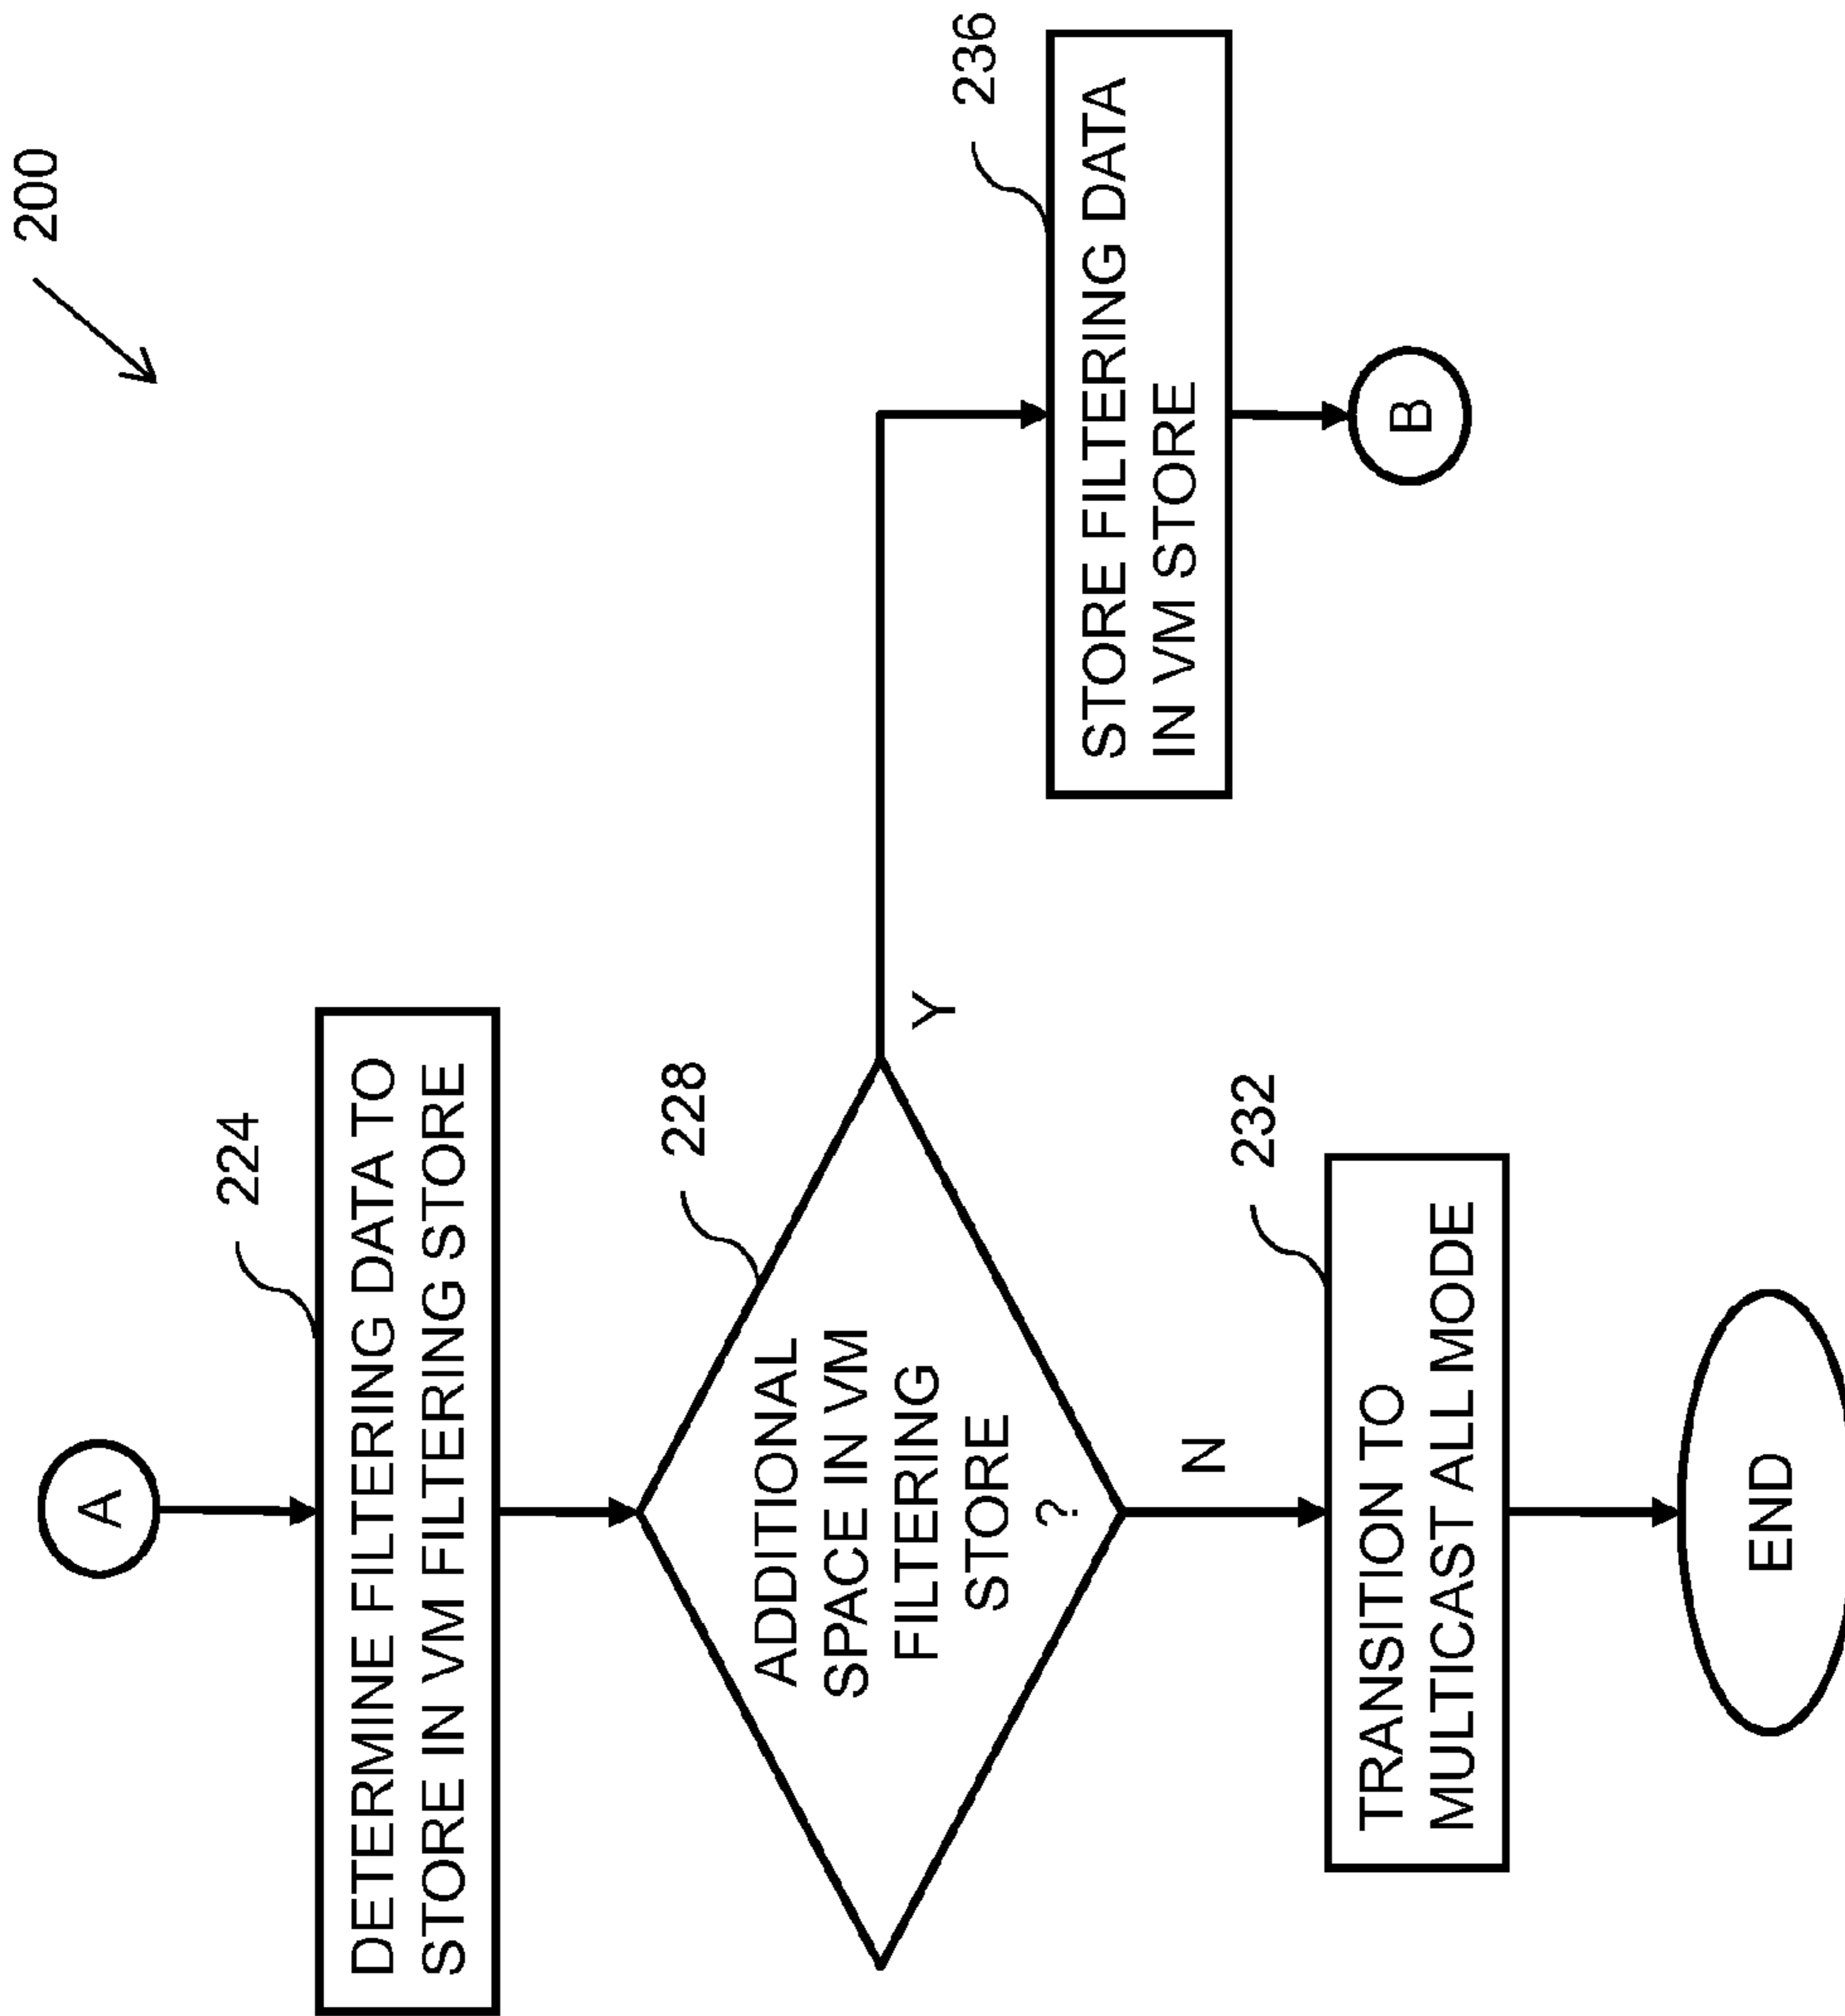 200
A
224
DETERMINE FILTERING DATA TO
STORE IN VM FILTERING STORE
228
ADDITIONAL
SPACE IN VM
FILTERING
STORE
?
Y
N
236
STORE FILTERING DATA
IN VM STORE
B
232
TRANSITION TO
MULTICAST ALL MODE
END